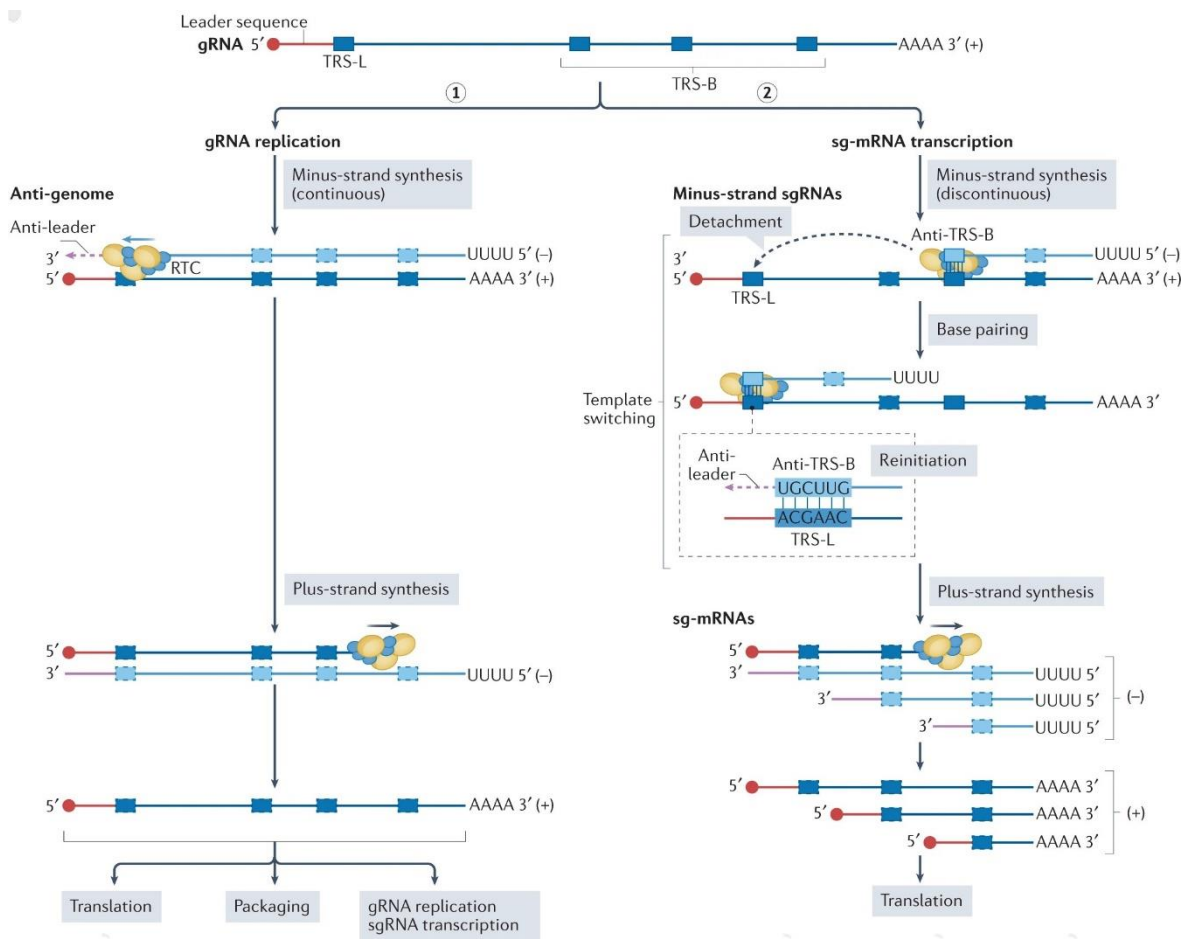 Leader sequence
gRNA 5′ AAAA 3′ (+)
TRS-L
TRS-B
1 2
gRNA replication
sg-mRNA transcription
Minus-strand synthesis
(continuous)
Minus-strand synthesis
(discontinuous)
Anti-genome
Anti-leader
3′ UUUU 5′ (–)
RTC
5′ AAAA 3′ (+)
Minus-strand sgRNAs
Detachment
Anti-TRS-B
3′ UUUU 5′ (–)
5′ AAAA 3′ (+)
TRS-L
Base pairing
UUUU
Template
switching
5′ AAAA 3′
Anti-
leader
Anti-TRS-B
Reinitiation
UGCUUG
ACGAAC
TRS-L
Plus-strand synthesis
5′
3′ UUUU 5′ (–)
5′ AAAA 3′ (+)
Translation
Packaging
gRNA replication
sgRNA transcription
Plus-strand synthesis
sg-mRNAs
5′
3′ UUUU 5′
3′ UUUU 5′ (–)
3′ UUUU 5′
5′ AAAA 3′
5′ AAAA 3′ (+)
5′ AAAA 3′
Translation